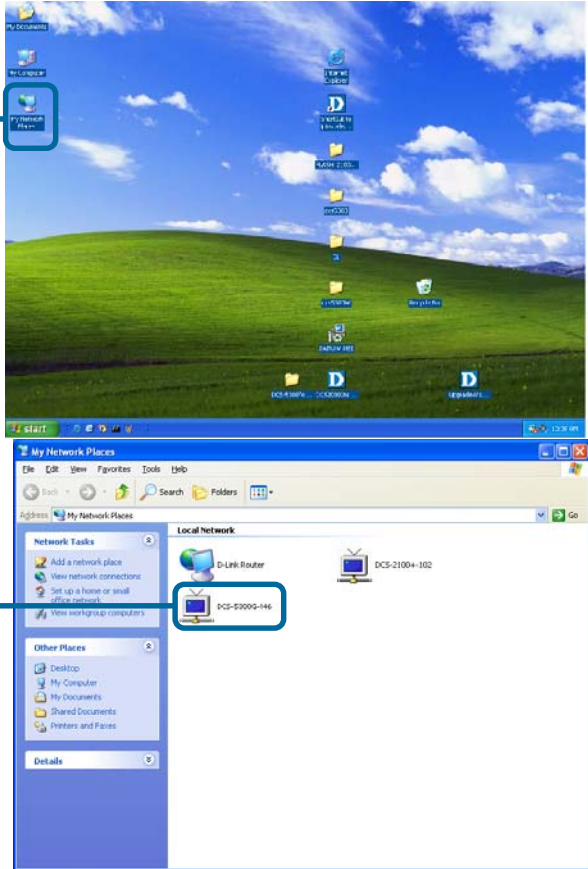 My Documents
My Computer
My Network
Places
Internet
Explorer
Shortcut to
Recycle Bin
start
My Network Places
File Edit View Favorites Tools Help
Back Search Folders
Address My Network Places Go
Network Tasks
Add a network place
View network connections
Set up a home or small
office network
View workgroup computers
Other Places
Desktop
My Computer
My Documents
Shared Documents
Printers and Faxes
Details
Local Network
D-Link Router
DCS-2100+-102
DCS-5300G-146